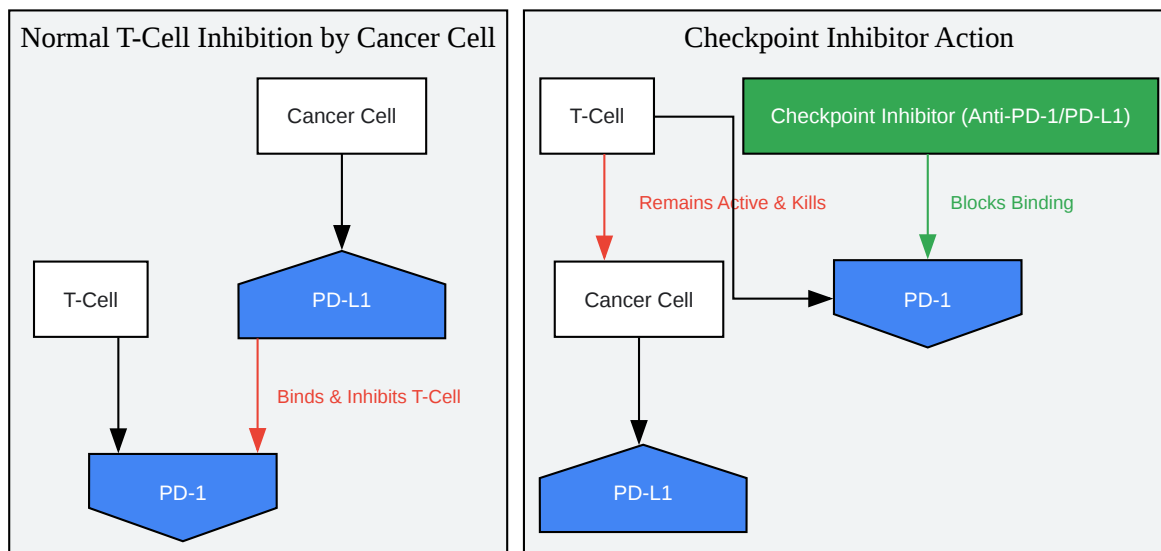 Normal T-Cell Inhibition by Cancer Cell
Cancer Cell
T-Cell
PD-L1
Binds & Inhibits T-Cell
PD-1
Checkpoint Inhibitor Action
T-Cell
Checkpoint Inhibitor (Anti-PD-1/PD-L1)
Remains Active & Kills
Blocks Binding
Cancer Cell
PD-1
PD-L1